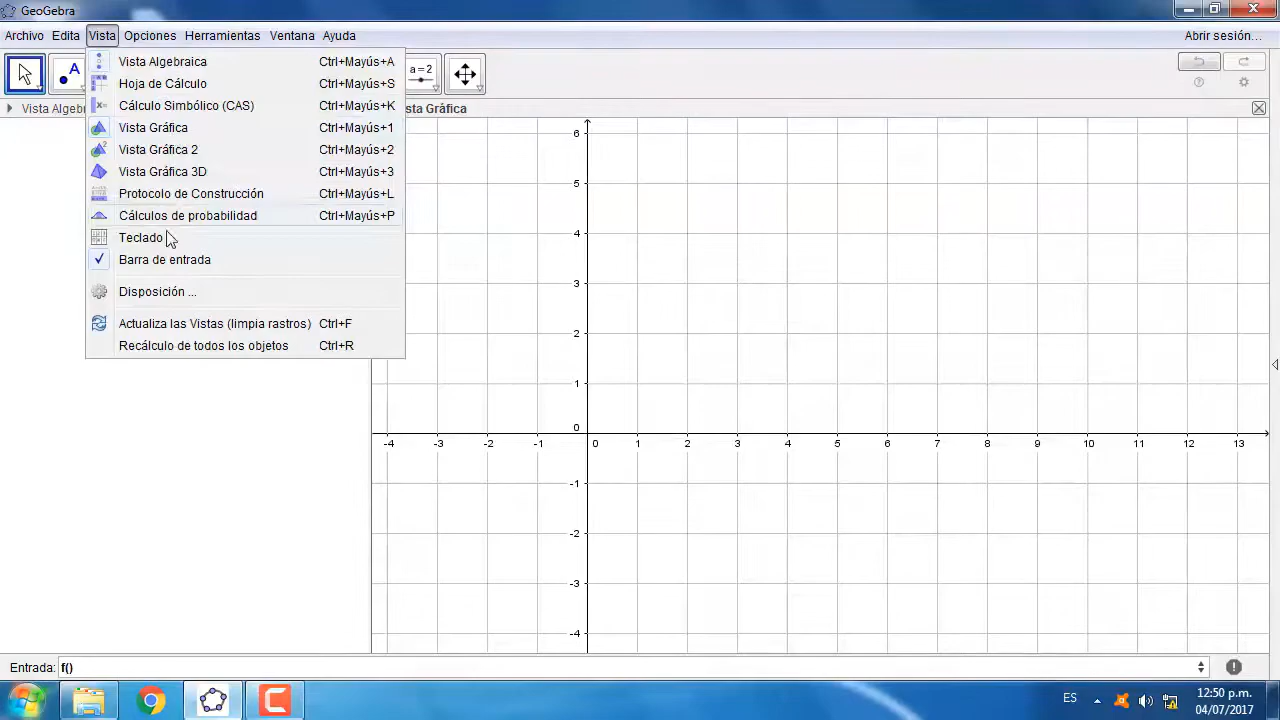 GeoGebra
Archivo Edita Vista Opciones Herramientas Ventana Ayuda Abrir sesión...
A a=2
Vista Algebraica Ctrl+Mayús+A
Hoja de Cálculo Ctrl+Mayús+S
Cálculo Simbólico (CAS) Ctrl+Mayús+K
Vista Gráfica Ctrl+Mayús+1
Vista Gráfica 2 Ctrl+Mayús+2
Vista Gráfica 3D Ctrl+Mayús+3
Protocolo de Construcción Ctrl+Mayús+L
Cálculos de probabilidad Ctrl+Mayús+P
Teclado
Barra de entrada
Disposición ...
Actualiza las Vistas (limpia rastros) Ctrl+F
Recálculo de todos los objetos Ctrl+R
Vista Algeb
sta Gráfica
6
5
4
3
2
1
0
-4 -3 -2 -1 0 1 2 3 4 5 6 7 8 9 10 11 12 13
-1
-2
-3
-4
Entrada: f()
ES 12:50 p.m.
04/07/2017